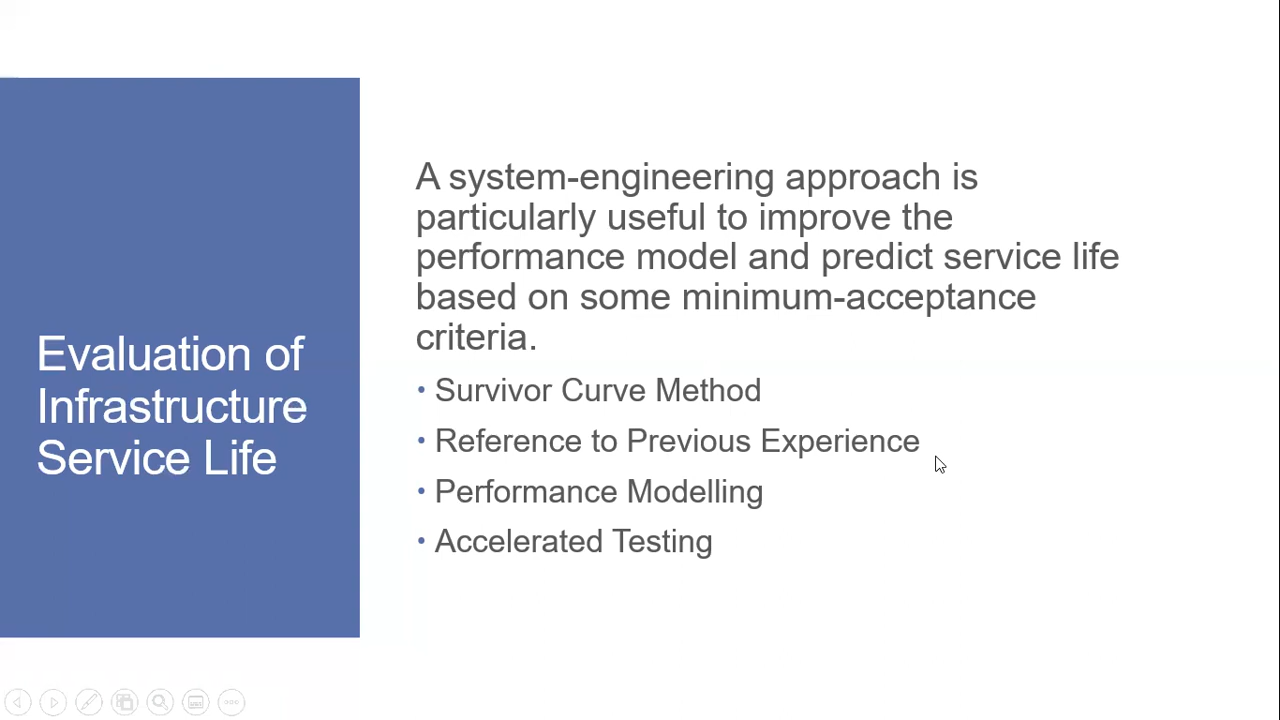 Evaluation of
Infrastructure
Service Life
A system-engineering approach is
particularly useful to improve the
performance model and predict service life
based on some minimum-acceptance
criteria.
• Survivor Curve Method
• Reference to Previous Experience
• Performance Modelling
• Accelerated Testing